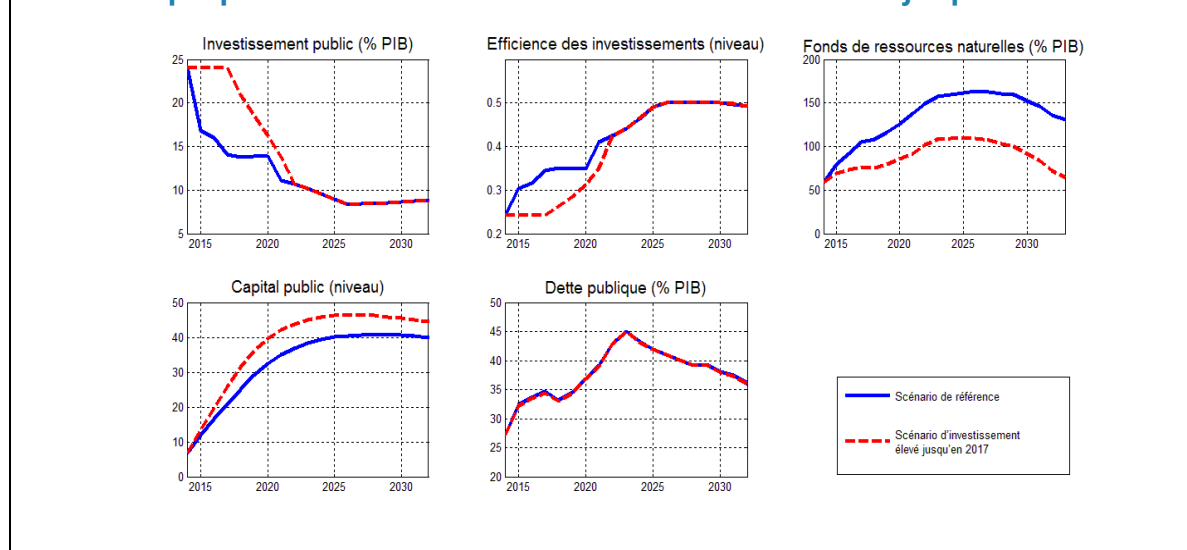 Investissement public (% PIB)
25
20
15
10
5
2015 2020 2025 2030
Efficience des investissements (niveau)
0.5
0.4
0.3
0.2
2015 2020 2025 2030
Fonds de ressources naturelles (% PIB)
200
150
100
50
0
2015 2020 2025 2030
Capital public (niveau)
50
40
30
20
10
0
2015 2020 2025 2030
Dette publique (% PIB)
50
45
40
35
30
25
20
2015 2020 2025 2030
Scénario de référence
Scénario d'investissement
élevé jusqu'en 2017